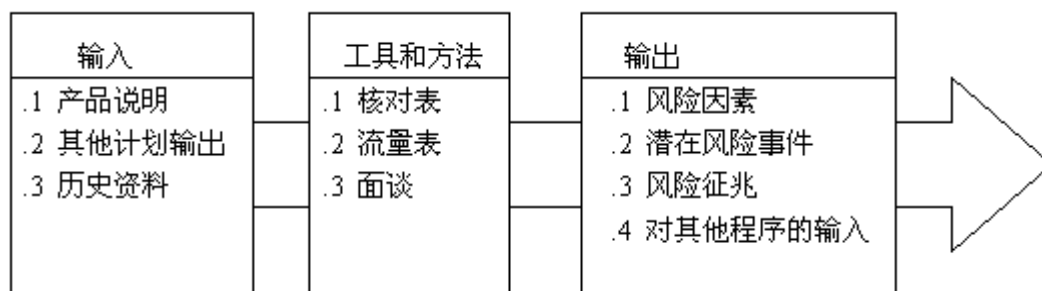 输入
.1 产品说明
.2 其他计划输出
.3 历史资料
工具和方法
.1 核对表
.2 流量表
.3 面谈
输出
.1 风险因素
.2 潜在风险事件
.3 风险征兆
.4 对其他程序的输入